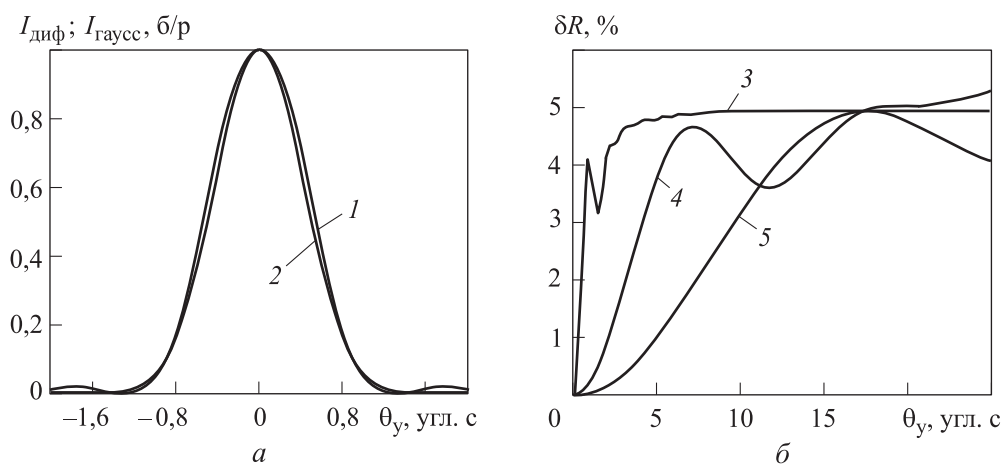 I_диф; I_гаусс, б/р
0,8
0,6
0,4
0,2
0
–1,6 –0,8 0 0,8 θ_y, угл. с
1
2
а
δR, %
5
4
3
2
1
0 5 10 15 θ_y, угл. с
3
4
5
б